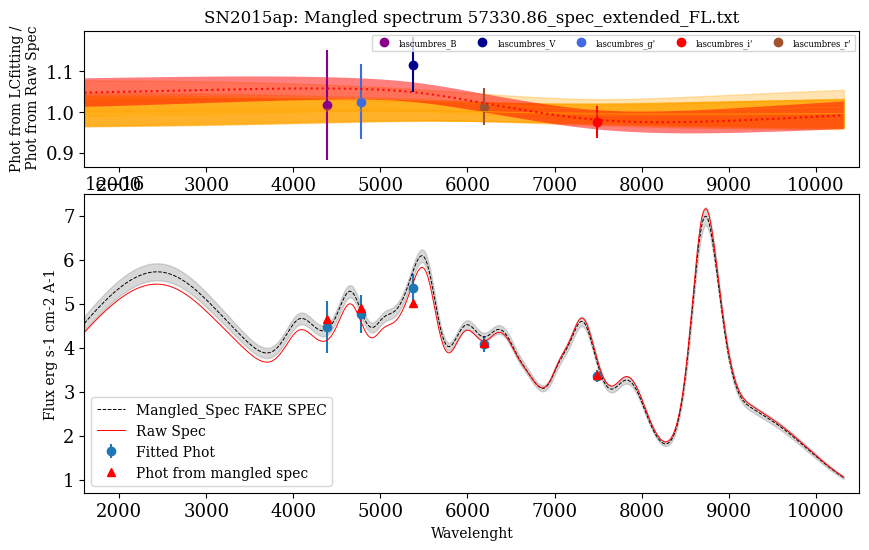 SN2015ap: Mangled spectrum 57330.86_spec_extended_FL.txt
Phot from LCfitting /
Phot from Raw Spec
lascumbres_B
lascumbres_V
lascumbres_g'
lascumbres_i'
lascumbres_r'
1.1
1.0
0.9
2000 3000 4000 5000 6000 7000 8000 9000 10000
1e−16
Flux erg s-1 cm-2 A-1
7
6
5
4
3
2
1
Mangled_Spec FAKE SPEC
Raw Spec
Fitted Phot
Phot from mangled spec
2000 3000 4000 5000 6000 7000 8000 9000 10000
Wavelenght